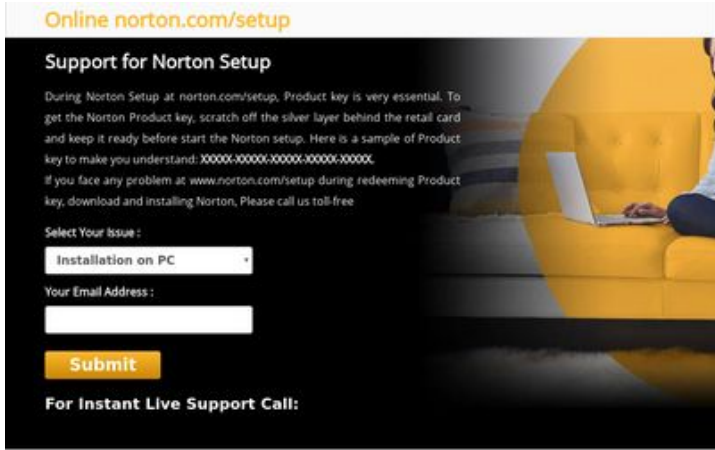 Online norton.com/setup
Support for Norton Setup
During Norton Setup at norton.com/setup, Product key is very essential. To
get the Norton Product key, scratch off the silver layer behind the retail card
and keep it ready before start the Norton setup. Here is a sample of Product
key to make you understand: XXXXX-XXXXX-XXXXX-XXXXX-XXXXX.
If you face any problem at www.norton.com/setup during redeeming Product
key, download and installing Norton, Please call us toll-free
Select Your Issue :
Installation on PC
Your Email Address :
Submit
For Instant Live Support Call: